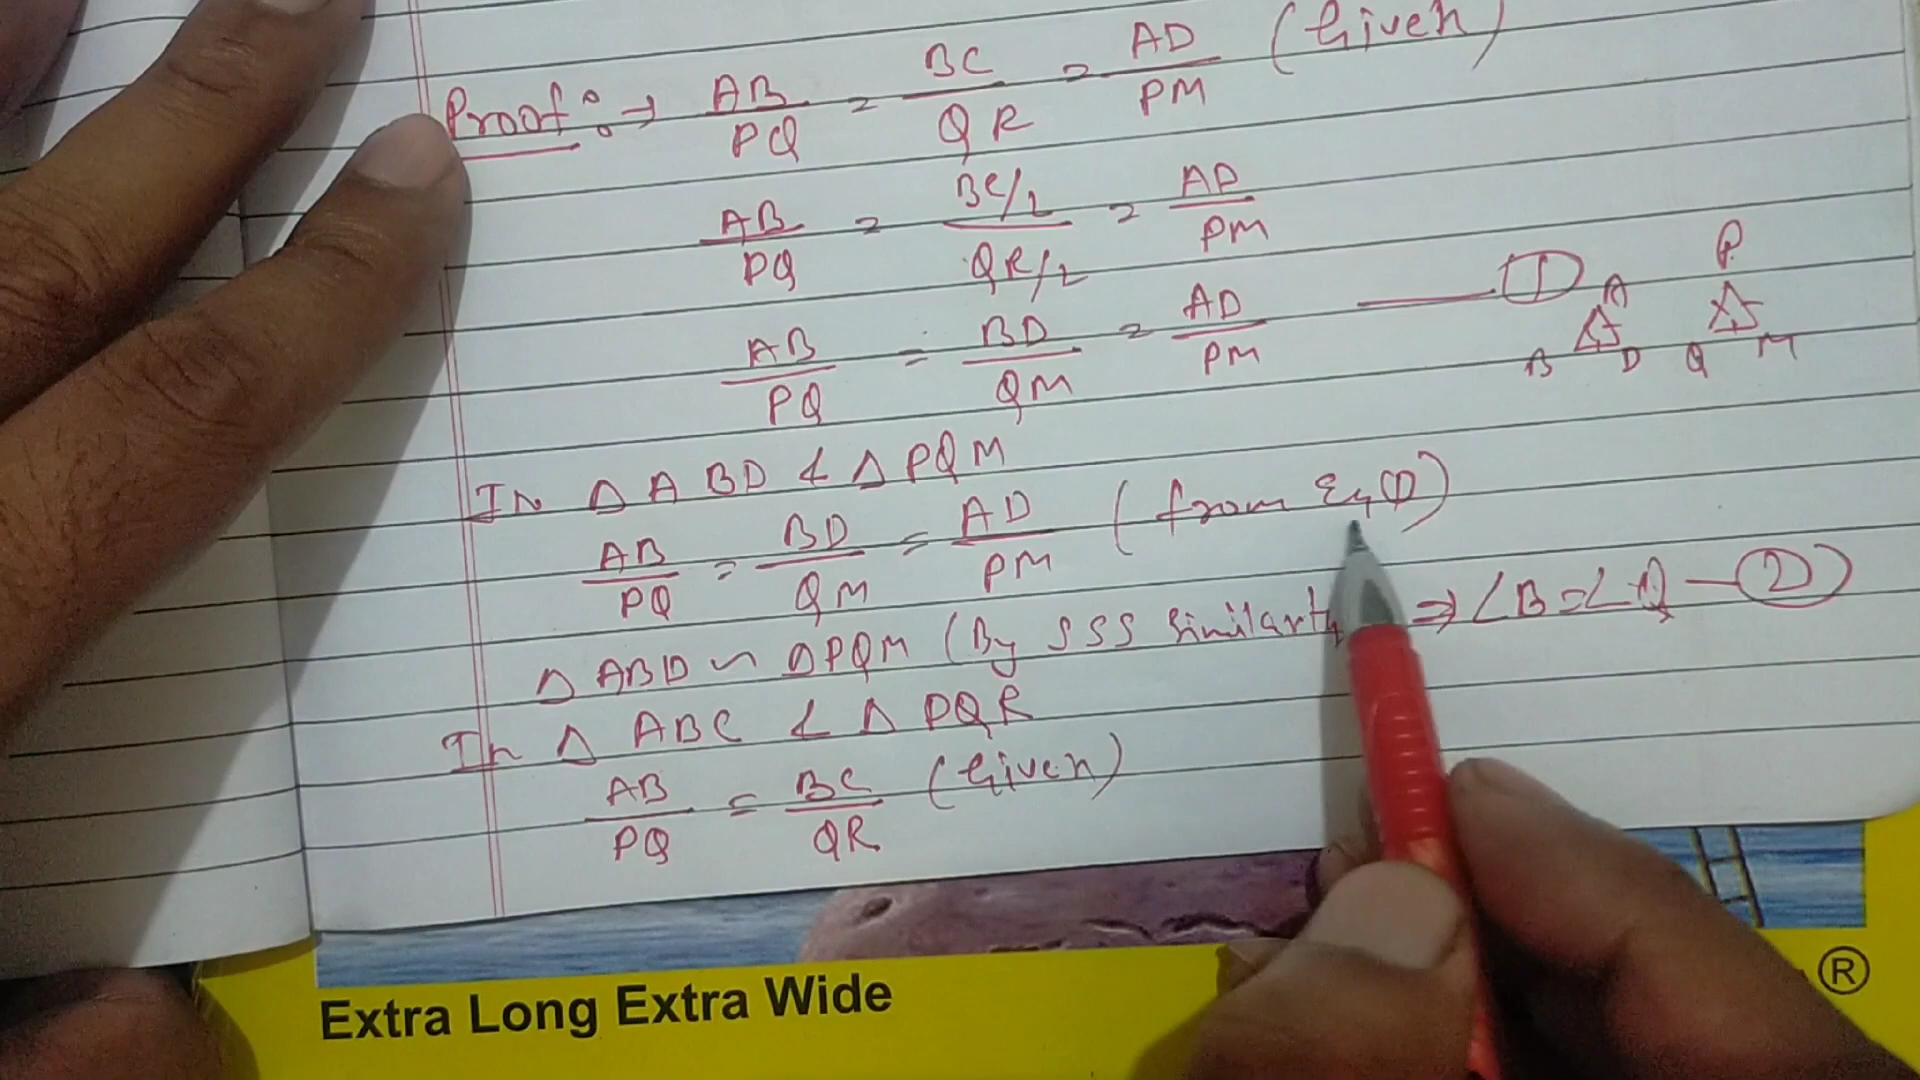 Proof :→ AB/PQ = BC/QR = AD/PM (Given)
AB/PQ = BC/2 / QR/2 = AD/PM
AB/PQ = BD/QM = AD/PM —— ①
A P
B D Q M
In Δ ABD & Δ PQM
AB/PQ = BD/QM = AD/PM (from Eq ①)
Δ ABD ~ Δ PQM (By SSS Similarity ⇒ ∠B = ∠Q — ②)
In Δ ABC & Δ PQR
AB/PQ = BC/QR (Given)
Extra Long Extra Wide
®